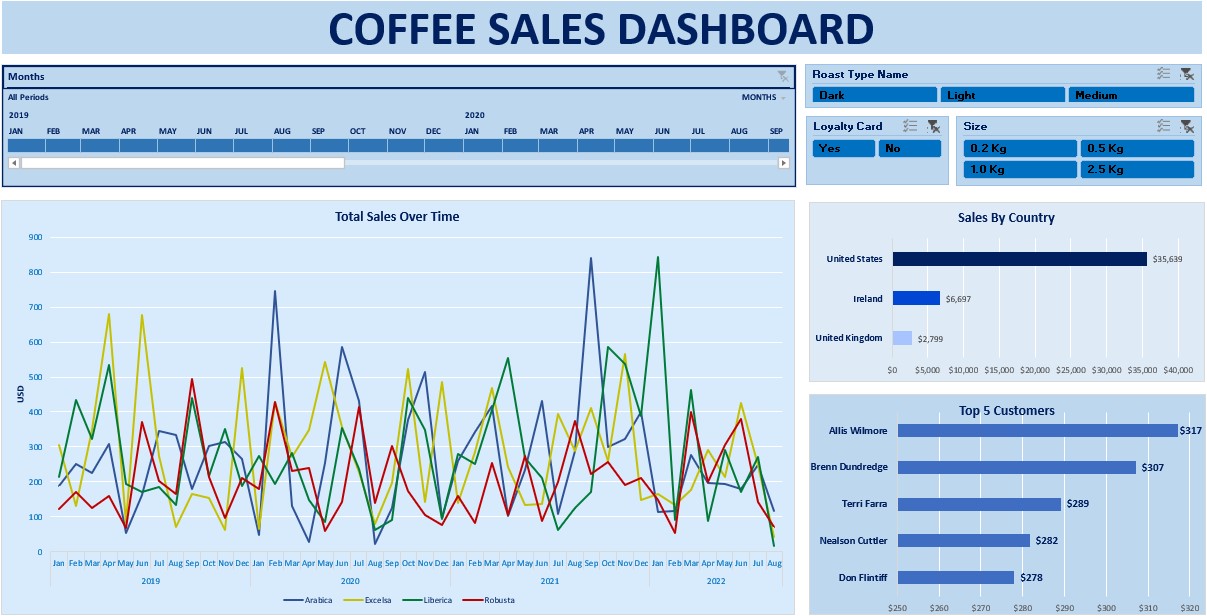 COFFEE SALES DASHBOARD
Months
All Periods MONTHS
2019 2020
JAN FEB MAR APR MAY JUN JUL AUG SEP OCT NOV DEC JAN FEB MAR APR MAY JUN JUL AUG SEP
Roast Type Name
Dark Light Medium
Loyalty Card
Yes No
Size
0.2 Kg 0.5 Kg
1.0 Kg 2.5 Kg
Total Sales Over Time
900
800
700
600
500
400
300
200
100
0
USD
Jan Feb Mar Apr May Jun Jul Aug Sep Oct Nov Dec Jan Feb Mar Apr May Jun Jul Aug Sep Oct Nov Dec Jan Feb Mar Apr May Jun Jul Aug Sep Oct Nov Dec Jan Feb Mar Apr May Jun Jul Aug
2019 2020 2021 2022
Arabica Excelsa Liberica Robusta
Sales By Country
United States $35,639
Ireland $6,697
United Kingdom $2,799
$0 $5,000 $10,000 $15,000 $20,000 $25,000 $30,000 $35,000 $40,000
Top 5 Customers
Allis Wilmore $317
Brenn Dundredge $307
Terri Farra $289
Nealson Cuttler $282
Don Flintiff $278
$250 $260 $270 $280 $290 $300 $310 $320